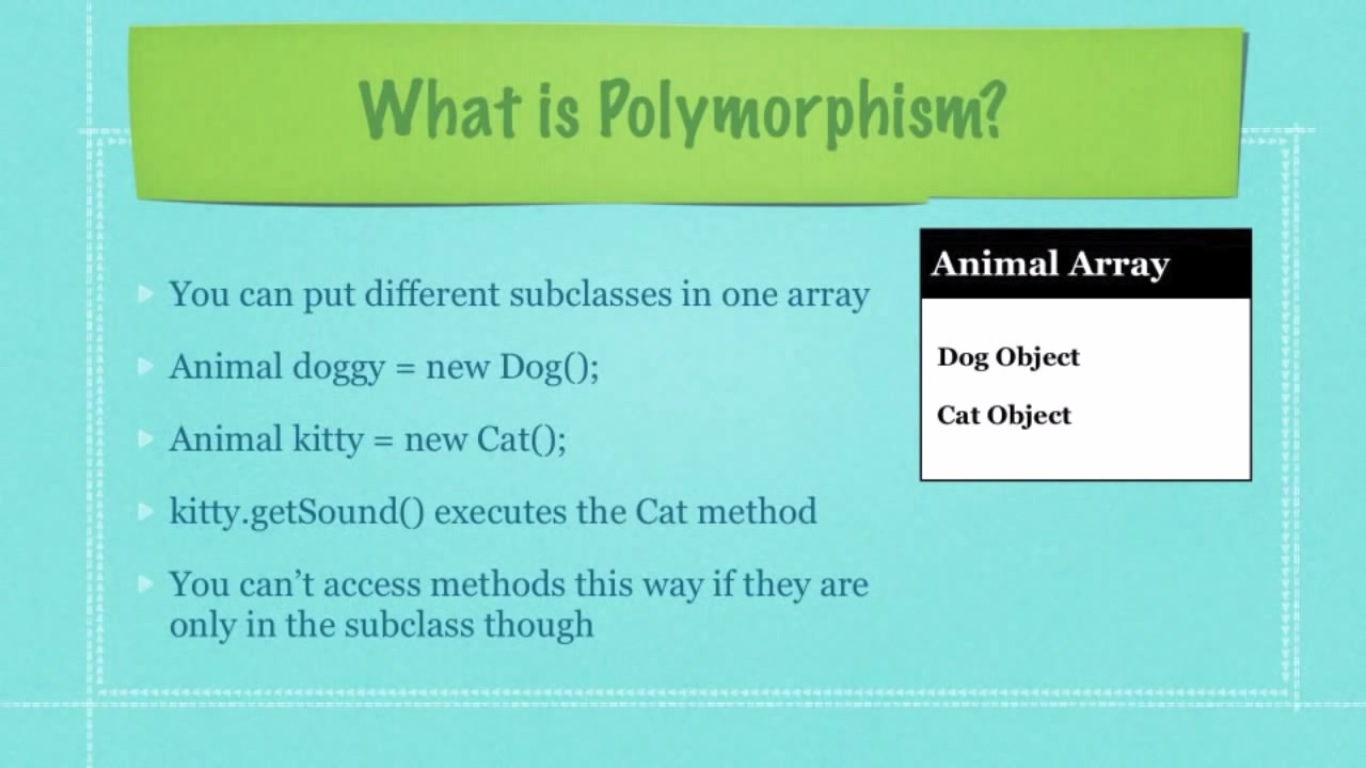 What is Polymorphism?
You can put different subclasses in one array
Animal doggy = new Dog();
Animal kitty = new Cat();
kitty.getSound() executes the Cat method
You can’t access methods this way if they are
only in the subclass though
Animal Array
Dog Object
Cat Object